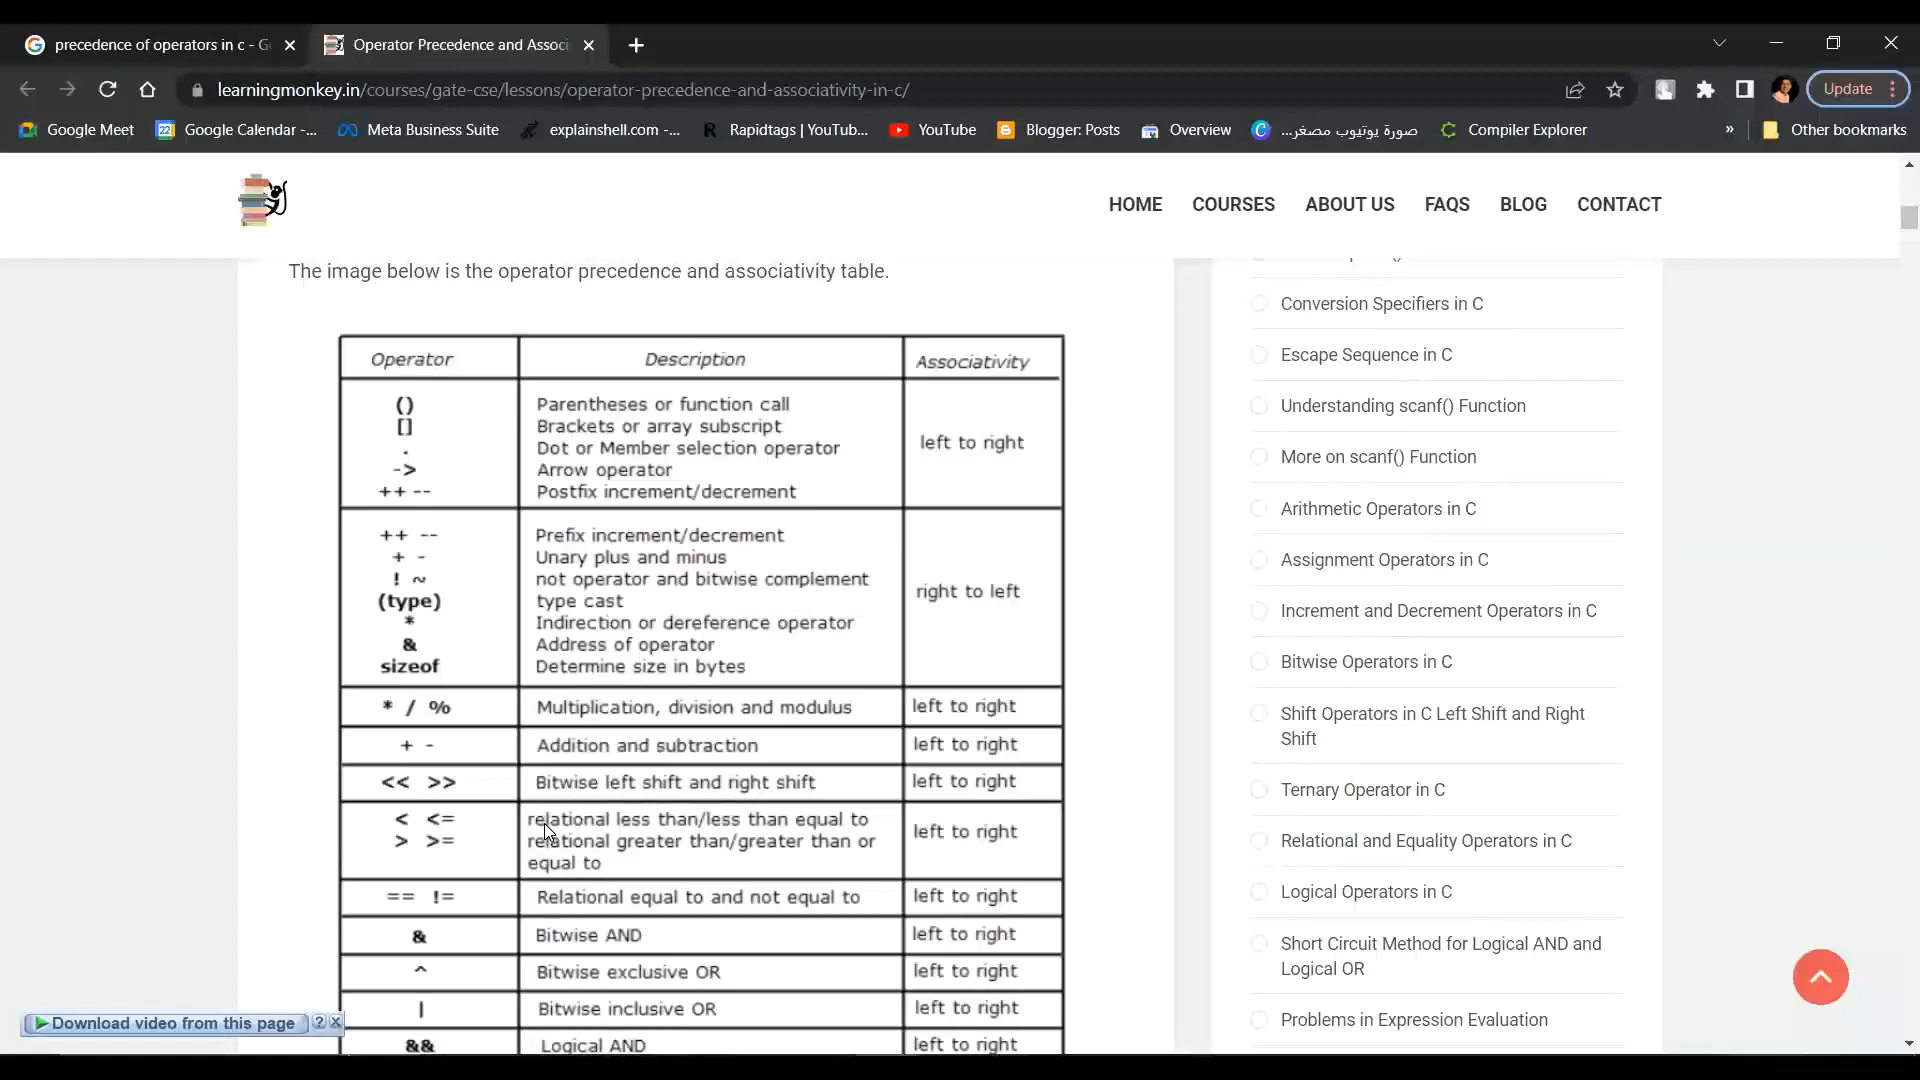 precedence of operators in c - G
Operator Precedence and Associ
learningmonkey.in/courses/gate-cse/lessons/operator-precedence-and-associativity-in-c/
Update
Google Meet
22
Google Calendar -...
Meta Business Suite
explainshell.com -...
R Rapidtags | YouTub...
YouTube
Blogger: Posts
Overview
صورة يوتيوب مصغر...
Compiler Explorer
»
Other bookmarks
HOME COURSES ABOUT US FAQS BLOG CONTACT
The image below is the operator precedence and associativity table.
Operator Description Associativity
() Parentheses or function call
[] Brackets or array subscript
. Dot or Member selection operator
-> Arrow operator
++ -- Postfix increment/decrement
left to right
++ -- Prefix increment/decrement
+ - Unary plus and minus
! ~ not operator and bitwise complement
(type) type cast
* Indirection or dereference operator
& Address of operator
sizeof Determine size in bytes
right to left
* / % Multiplication, division and modulus left to right
+ - Addition and subtraction left to right
<< >> Bitwise left shift and right shift left to right
< <= relational less than/less than equal to
> >= relational greater than/greater than or
equal to
left to right
== != Relational equal to and not equal to left to right
& Bitwise AND left to right
^ Bitwise exclusive OR left to right
| Bitwise inclusive OR left to right
&& Logical AND left to right
Conversion Specifiers in C
Escape Sequence in C
Understanding scanf() Function
More on scanf() Function
Arithmetic Operators in C
Assignment Operators in C
Increment and Decrement Operators in C
Bitwise Operators in C
Shift Operators in C Left Shift and Right
Shift
Ternary Operator in C
Relational and Equality Operators in C
Logical Operators in C
Short Circuit Method for Logical AND and
Logical OR
Problems in Expression Evaluation
Download video from this page ? x